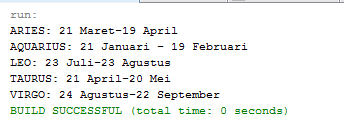 run:
ARIES: 21 Maret-19 April
AQUARIUS: 21 Januari - 19 Februari
LEO: 23 Juli-23 Agustus
TAURUS: 21 April-20 Mei
VIRGO: 24 Agustus-22 September
BUILD SUCCESSFUL (total time: 0 seconds)